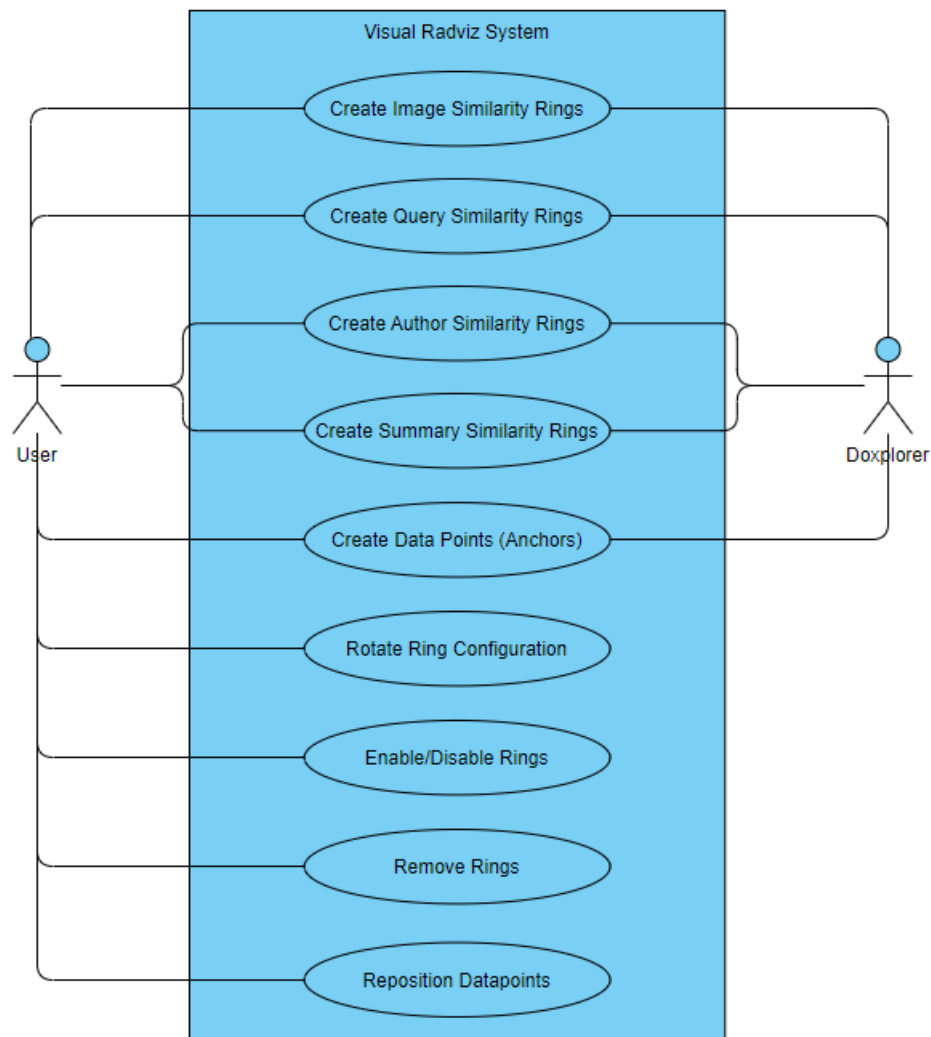 Visual Radviz System
Create Image Similarity Rings
Create Query Similarity Rings
Create Author Similarity Rings
Create Summary Similarity Rings
User
Doxplorer
Create Data Points (Anchors)
Rotate Ring Configuration
Enable/Disable Rings
Remove Rings
Reposition Datapoints